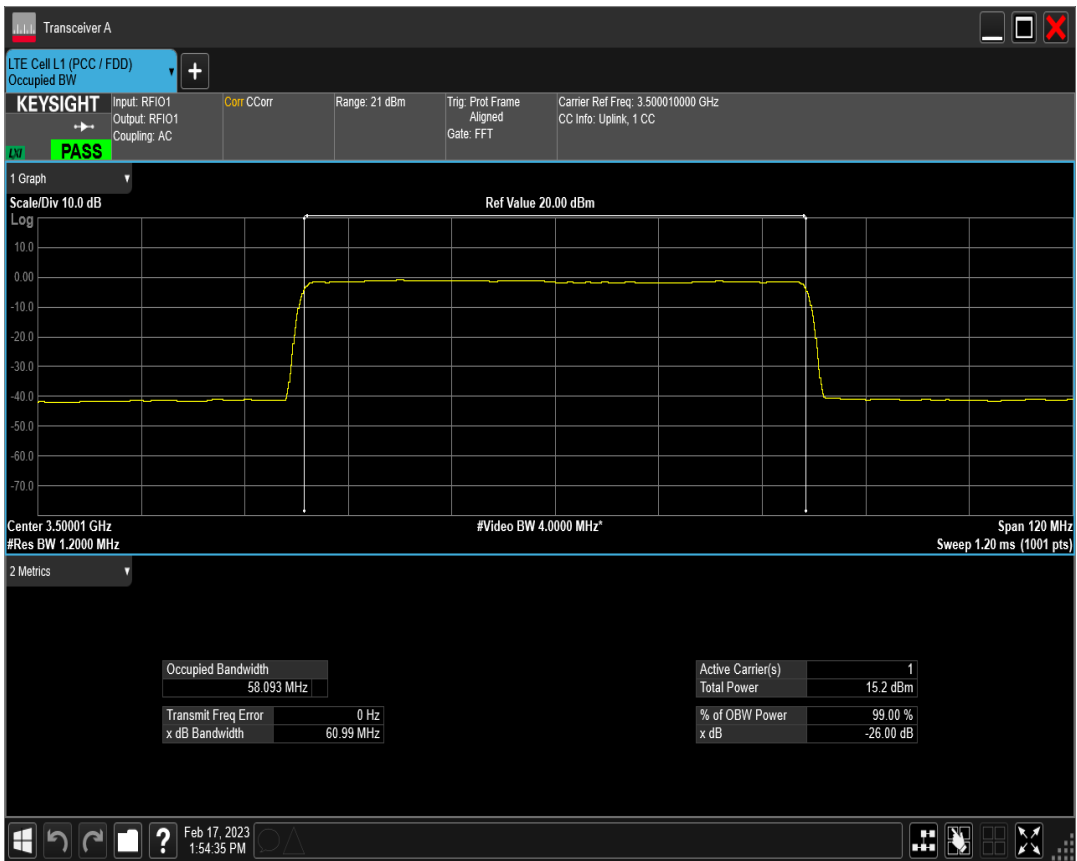 Transceiver A
LTE Cell L1 (PCC / FDD)
Occupied BW
+
KEYSIGHT
LXI
PASS
Input: RFIO1
Output: RFIO1
Coupling: AC
Corr CCorr
Range: 21 dBm
Trig: Prot Frame
Aligned
Gate: FFT
Carrier Ref Freq: 3.500010000 GHz
CC Info: Uplink, 1 CC
1 Graph
Scale/Div 10.0 dB
Ref Value 20.00 dBm
Log
10.0
0.00
-10.0
-20.0
-30.0
-40.0
-50.0
-60.0
-70.0
Center 3.50001 GHz
#Video BW 4.0000 MHz*
Span 120 MHz
#Res BW 1.2000 MHz
Sweep 1.20 ms (1001 pts)
2 Metrics
Occupied Bandwidth
58.093 MHz
Transmit Freq Error 0 Hz
x dB Bandwidth 60.99 MHz
Active Carrier(s) 1
Total Power 15.2 dBm
% of OBW Power 99.00 %
x dB -26.00 dB
?
Feb 17, 2023
1:54:35 PM